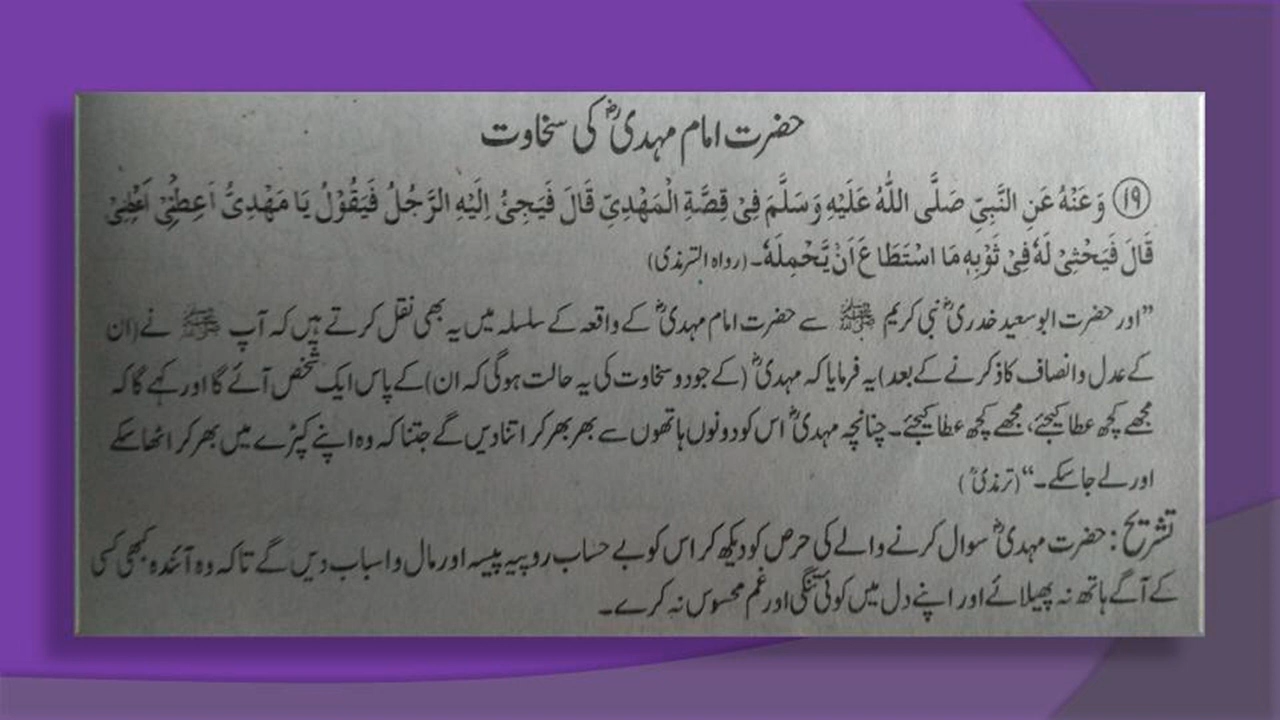 حضرت امام مہدیؓ کی سخاوت
⑲ وَعَنْهُ عَنِ النَّبِیِّ صَلَّی اللّٰهُ عَلَیْهِ وَسَلَّمَ فِیْ قِصَّةِ الْمَهْدِیِّ قَالَ فَیَجِیْئُ اِلَیْهِ الرَّجُلُ فَیَقُوْلُ یَا مَهْدِیُّ اَعْطِنِیْ اَعْطِنِیْ
قَالَ فَیَحْثِیْ لَهٗ فِیْ ثَوْبِهٖ مَا اسْتَطَاعَ اَنْ یَّحْمِلَهٗ۔ (رواہ الترمذی)
”اور حضرت ابوسعید خدریؓ نبی کریم ﷺ سے حضرت امام مہدیؓ کے واقعہ کے سلسلہ میں یہ بھی نقل کرتے ہیں کہ آپ ﷺ نے (ان
کے عدل وانصاف کا ذکر کرنے کے بعد) یہ فرمایا کہ مہدیؓ (کے جود و سخاوت کی یہ حالت ہوگی کہ ان) کے پاس ایک شخص آئے گا اور کہے گا کہ
مجھے کچھ عطا کیجئے، مجھے کچھ عطا کیجئے۔ چنانچہ مہدیؓ اس کو دونوں ہاتھوں سے بھر بھر کر اتنا دیں گے جتنا کہ وہ اپنے کپڑے میں بھر کر اٹھا سکے
اور لے جاسکے۔“ (ترمذیؒ)
تشریح: حضرت مہدیؓ سوال کرنے والے کی حرص کو دیکھ کر اس کو بے حساب روپیہ پیسہ اور مال واسباب دیں گے تاکہ وہ آئندہ کبھی کسی
کے آگے ہاتھ نہ پھیلائے اور اپنے دل میں کوئی تنگی اور غم محسوس نہ کرے۔